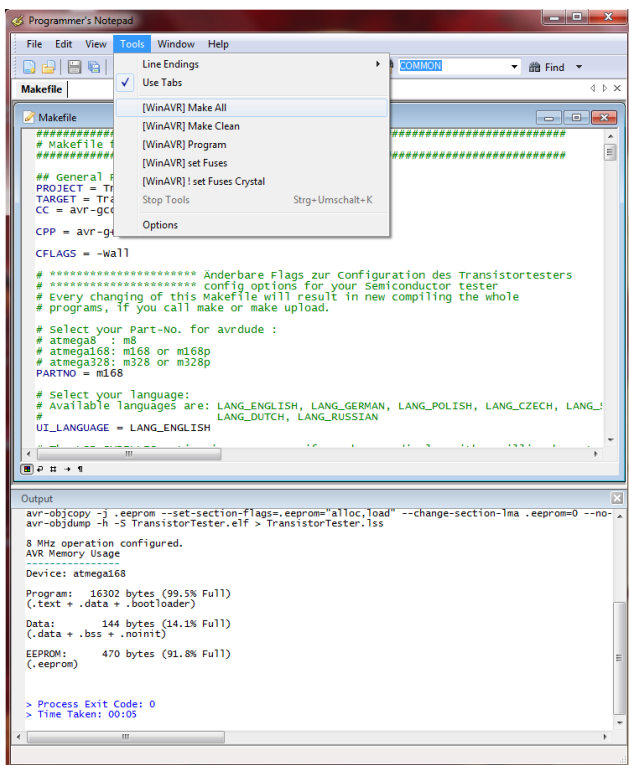 Programmer's Notepad
File Edit View Tools Window Help
COMMON Find
Makefile
Line Endings
Use Tabs
[WinAVR] Make All
[WinAVR] Make Clean
[WinAVR] Program
[WinAVR] set Fuses
[WinAVR] ! set Fuses Crystal
Stop Tools Strg+Umschalt+K
Options
Makefile
# Makefile
## General
PROJECT =
TARGET =
CC =
CPP =
CFLAGS = -Wall
# ********************* Änderbare Flags zur Configuration des Transistortesters
# ********************* config options for your Semiconductor tester
# Every changing of this Makefile will result in new compiling the whole
# programs, if you call make or make upload.
# Select your Part-No. for avrdude :
# atmega8 : m8
# atmega168: m168 or m168p
# atmega328: m328 or m328p
PARTNO = m168
# Select your language:
# Available languages are: LANG_ENGLISH, LANG_GERMAN, LANG_POLISH, LANG_CZECH,
# LANG_DUTCH, LANG_RUSSIAN
UI_LANGUAGE = LANG_ENGLISH
Output
avr-objcopy -j .eeprom --set-section-flags=.eeprom="alloc,load" --change-section-lma .eeprom=0 --no-
avr-objdump -h -S TransistorTester.elf > TransistorTester.lss
8 MHz operation configured.
AVR Memory Usage
----------------
Device: atmega168
Program: 16302 bytes (99.5% Full)
(.text + .data + .bootloader)
Data: 144 bytes (14.1% Full)
(.data + .bss + .noinit)
EEPROM: 470 bytes (91.8% Full)
(.eeprom)
> Process Exit Code: 0
> Time Taken: 00:05